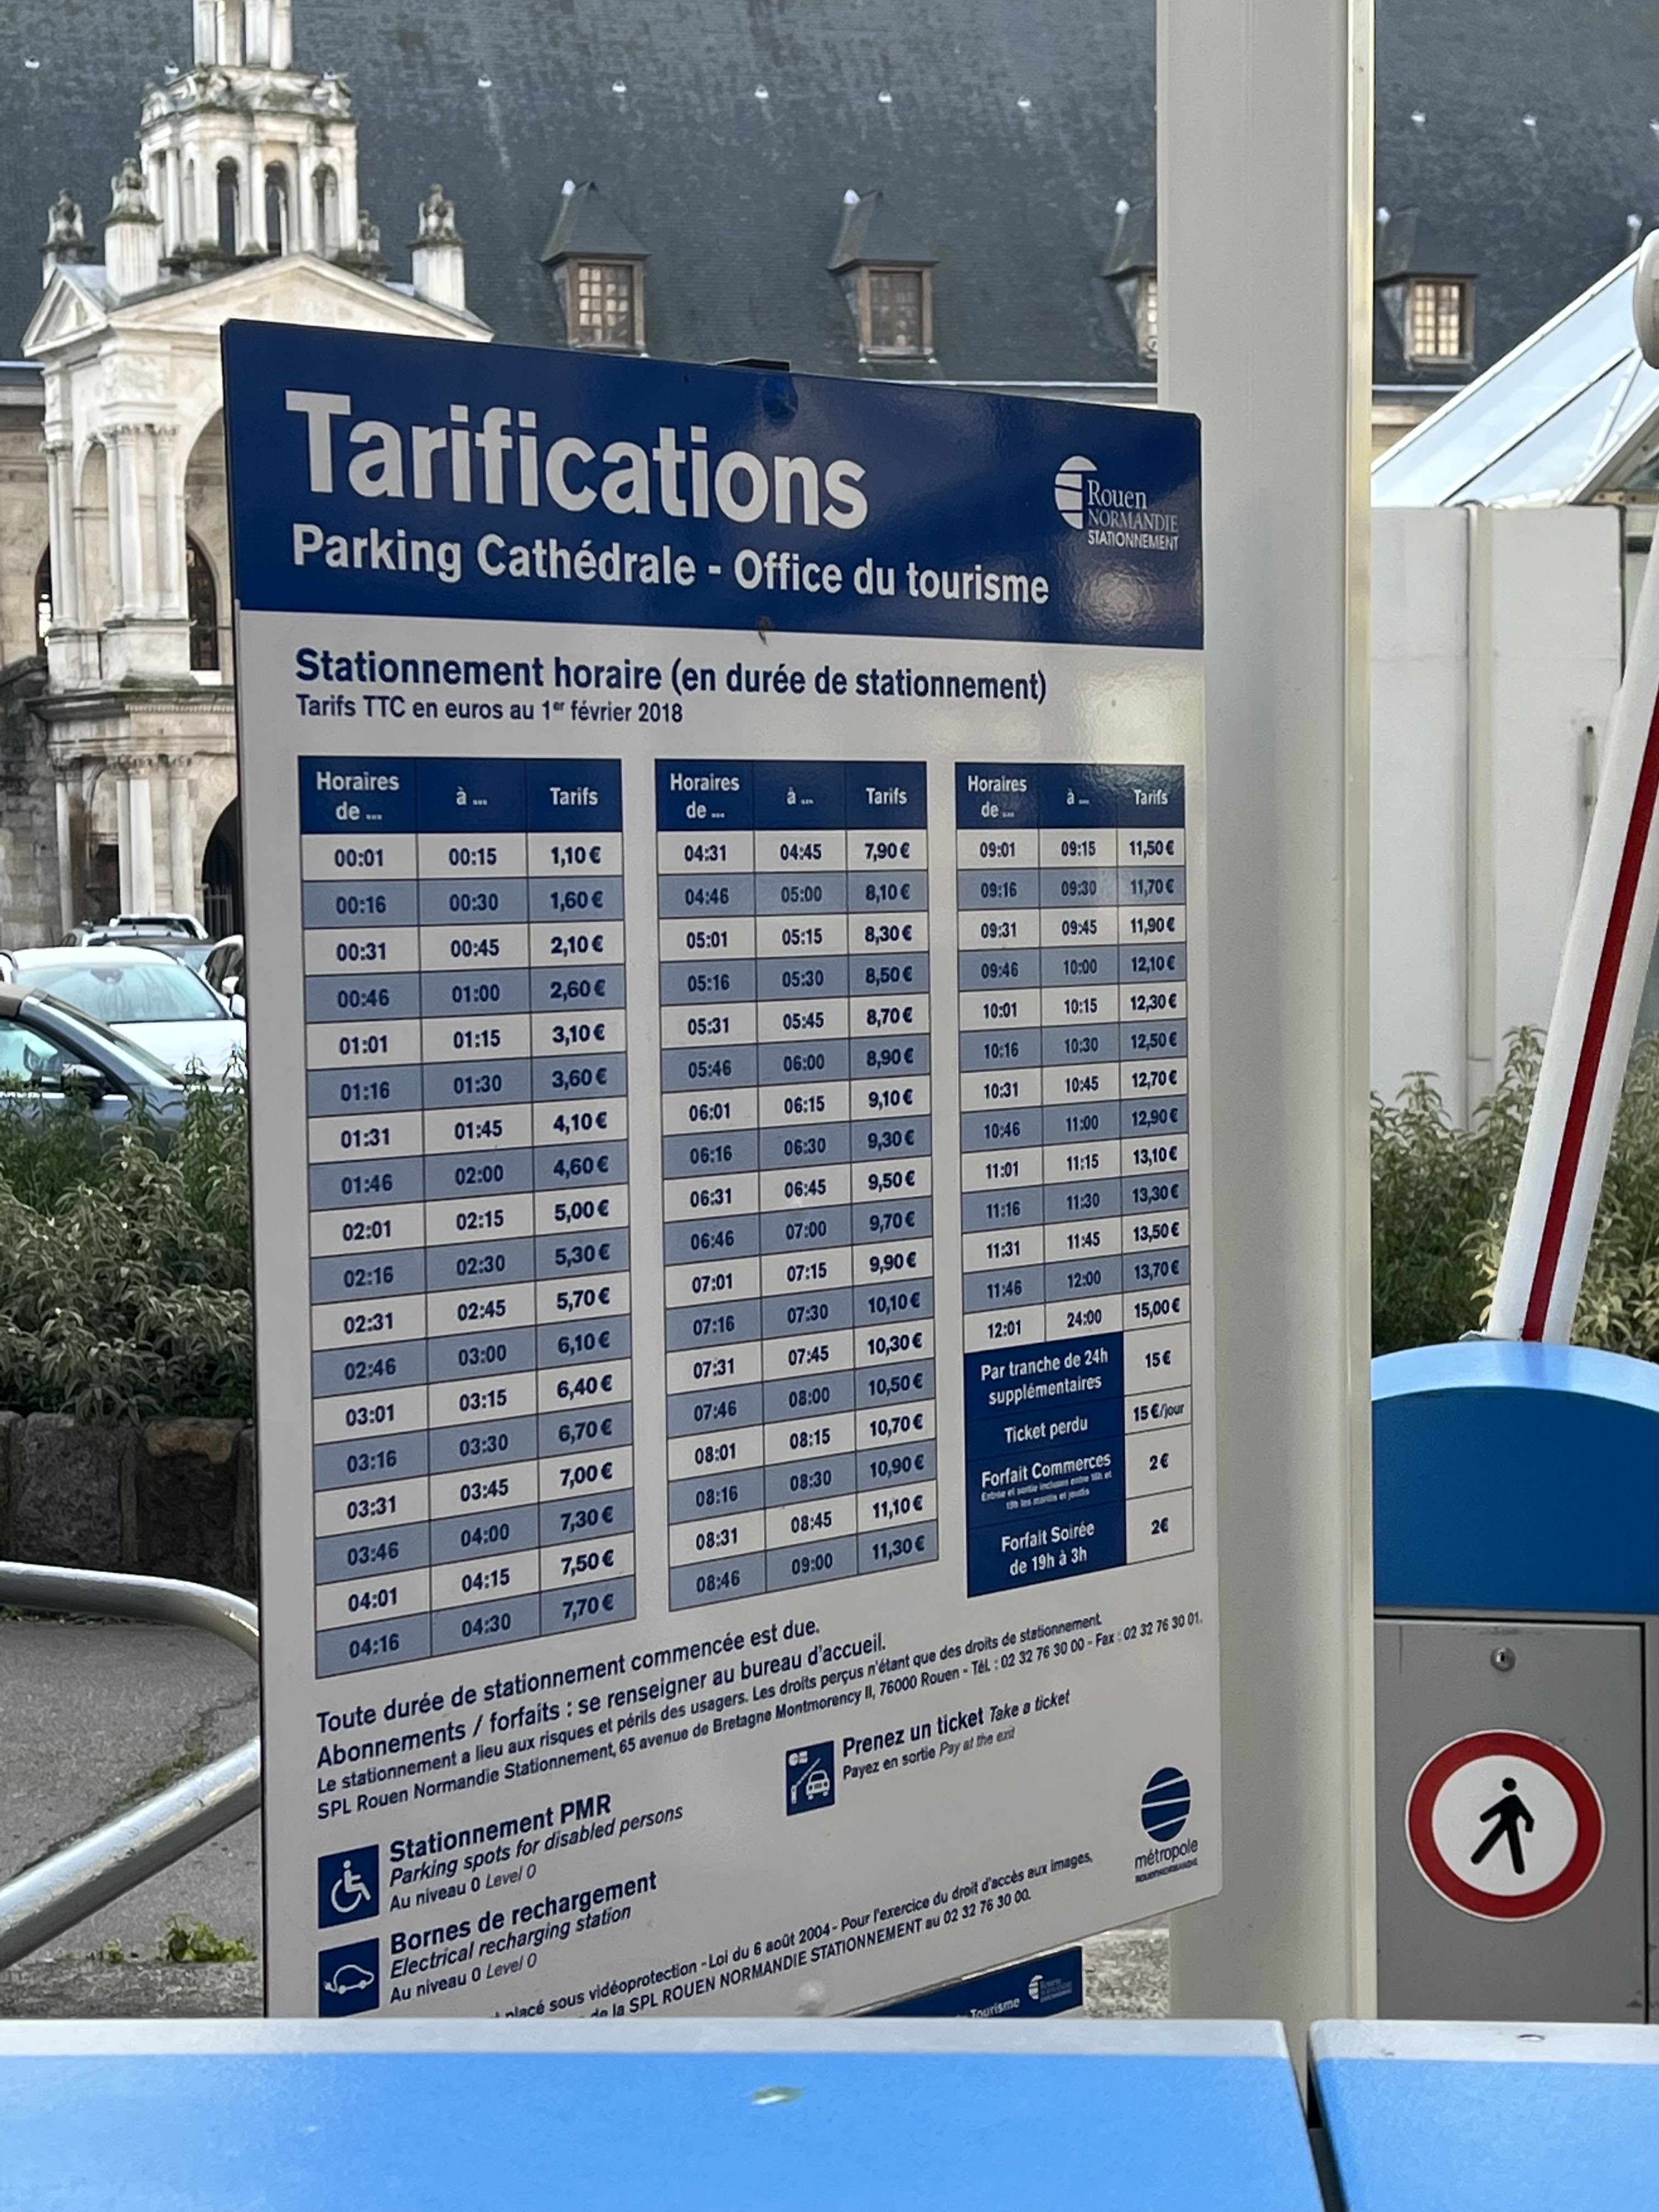 Tarifications
Parking Cathédrale - Office du tourisme
Rouen
NORMANDIE
STATIONNEMENT
Stationnement horaire (en durée de stationnement)
Tarifs TTC en euros au 1er février 2018
Horaires de ... à ... Tarifs
00:01 00:15 1,10 €
00:16 00:30 1,60 €
00:31 00:45 2,10 €
00:46 01:00 2,60 €
01:01 01:15 3,10 €
01:16 01:30 3,60 €
01:31 01:45 4,10 €
01:46 02:00 4,60 €
02:01 02:15 5,00 €
02:16 02:30 5,30 €
02:31 02:45 5,70 €
02:46 03:00 6,10 €
03:01 03:15 6,40 €
03:16 03:30 6,70 €
03:31 03:45 7,00 €
03:46 04:00 7,30 €
04:01 04:15 7,50 €
04:16 04:30 7,70 €
Horaires de ... à ... Tarifs
04:31 04:45 7,90 €
04:46 05:00 8,10 €
05:01 05:15 8,30 €
05:16 05:30 8,50 €
05:31 05:45 8,70 €
05:46 06:00 8,90 €
06:01 06:15 9,10 €
06:16 06:30 9,30 €
06:31 06:45 9,50 €
06:46 07:00 9,70 €
07:01 07:15 9,90 €
07:16 07:30 10,10 €
07:31 07:45 10,30 €
07:46 08:00 10,50 €
08:01 08:15 10,70 €
08:16 08:30 10,90 €
08:31 08:45 11,10 €
08:46 09:00 11,30 €
Horaires de ... à ... Tarifs
09:01 09:15 11,50 €
09:16 09:30 11,70 €
09:31 09:45 11,90 €
09:46 10:00 12,10 €
10:01 10:15 12,30 €
10:16 10:30 12,50 €
10:31 10:45 12,70 €
10:46 11:00 12,90 €
11:01 11:15 13,10 €
11:16 11:30 13,30 €
11:31 11:45 13,50 €
11:46 12:00 13,70 €
12:01 24:00 15,00 €
Par tranche de 24h
supplémentaires 15 €
Ticket perdu 15 €/jour
Forfait Commerces 2 €
Entrée et sortie incluses entre 16h et
19h les mardis et jeudis
Forfait Soirée
de 19h à 3h 2€
Toute durée de stationnement commencée est due.
Abonnements / forfaits : se renseigner au bureau d'accueil.
Le stationnement a lieu aux risques et périls des usagers. Les droits perçus n'étant que des droits de stationnement.
SPL Rouen Normandie Stationnement, 65 avenue de Bretagne Montmorency II, 76000 Rouen - Tél. : 02 32 76 30 00 - Fax : 02 32 76 30 01.
Prenez un ticket Take a ticket
Payez en sortie Pay at the exit
Stationnement PMR
Parking spots for disabled persons
Au niveau 0 Level 0
Bornes de rechargement
Electrical recharging station
Au niveau 0 Level 0
métropole
ROUENNORMANDIE
placé sous vidéoprotection - Loi du 6 août 2004 - Pour l'exercice du droit d'accès aux images,
de la SPL ROUEN NORMANDIE STATIONNEMENT au 02 32 76 30 00.
Tourisme